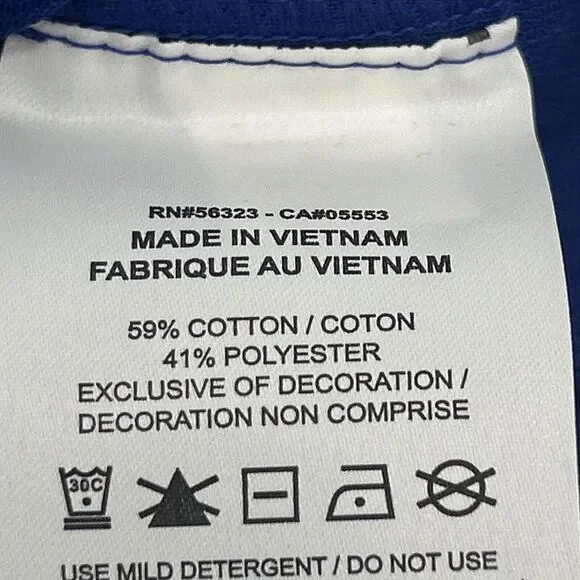 RN#56323 - CA#05553
MADE IN VIETNAM
FABRIQUE AU VIETNAM
59% COTTON / COTON
41% POLYESTER
EXCLUSIVE OF DECORATION /
DECORATION NON COMPRISE
30C
USE MILD DETERGENT / DO NOT USE